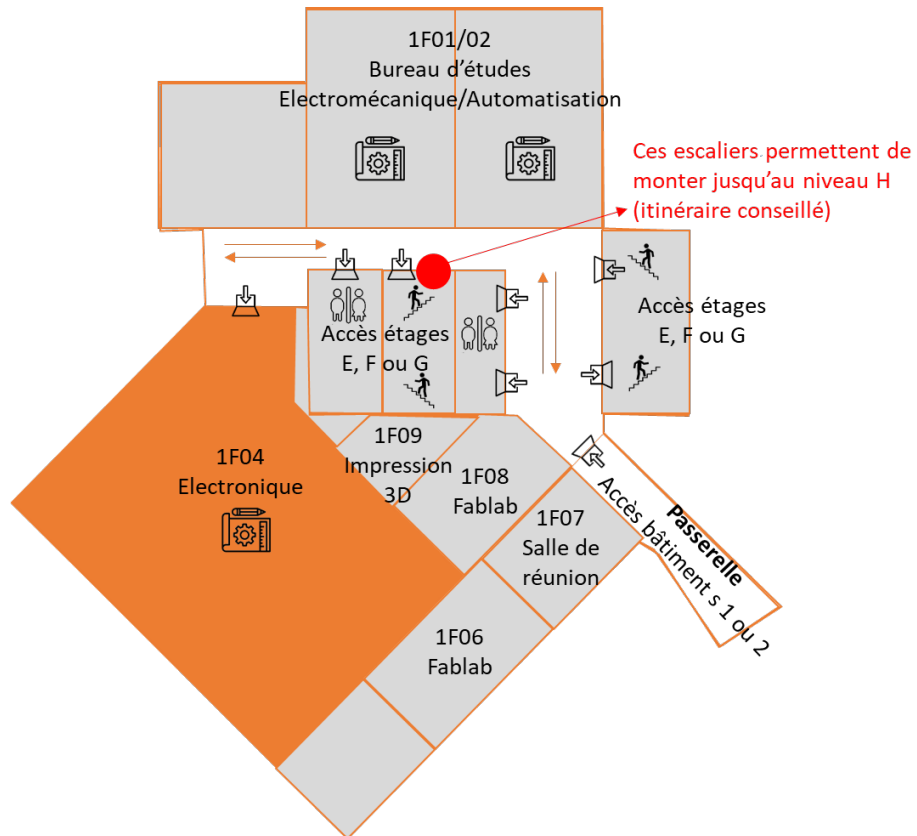 1F01/02
Bureau d’études
Electromécanique/Automatisation
Ces escaliers permettent de
monter jusqu’au niveau H
(itinéraire conseillé)
Accès étages
E, F ou G
Accès étages
E, F ou G
1F04
Electronique
1F09
Impression
3D
1F08
Fablab
1F07
Salle de
réunion
1F06
Fablab
Passerelle
Accès bâtiment s 1 ou 2